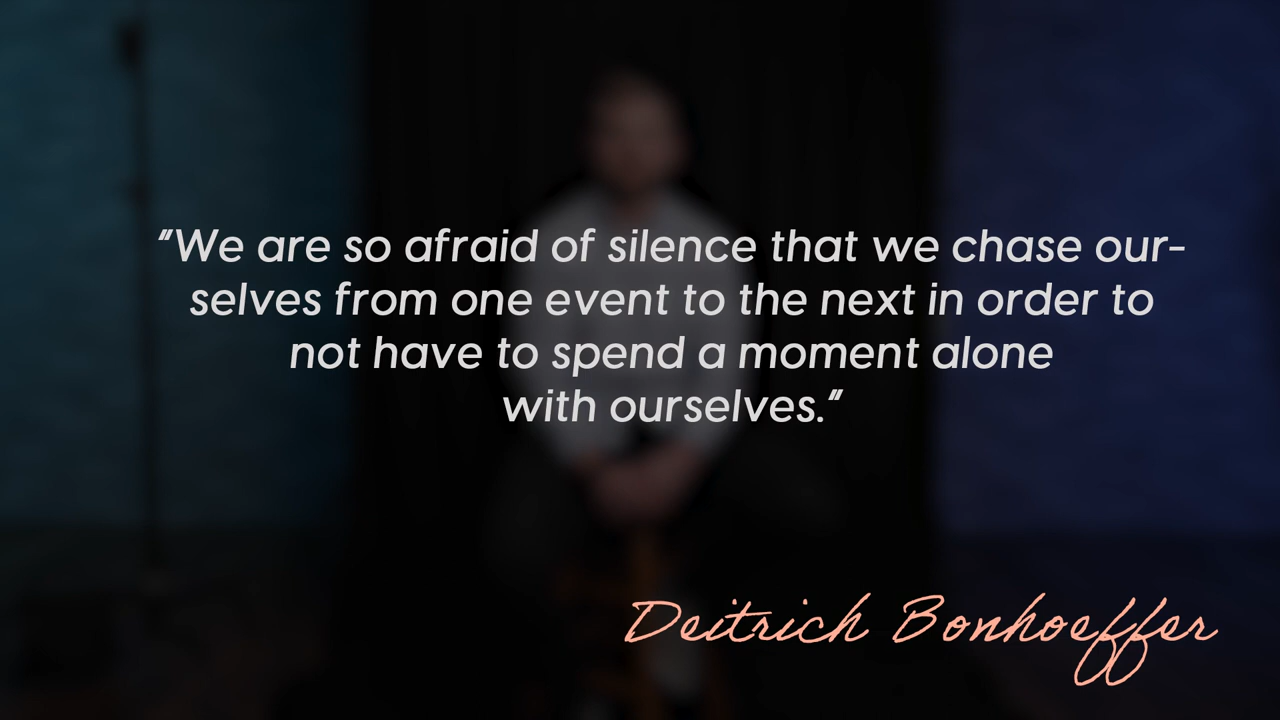 “We are so afraid of silence that we chase our-
selves from one event to the next in order to
not have to spend a moment alone
with ourselves.”
Deitrich Bonhoeffer